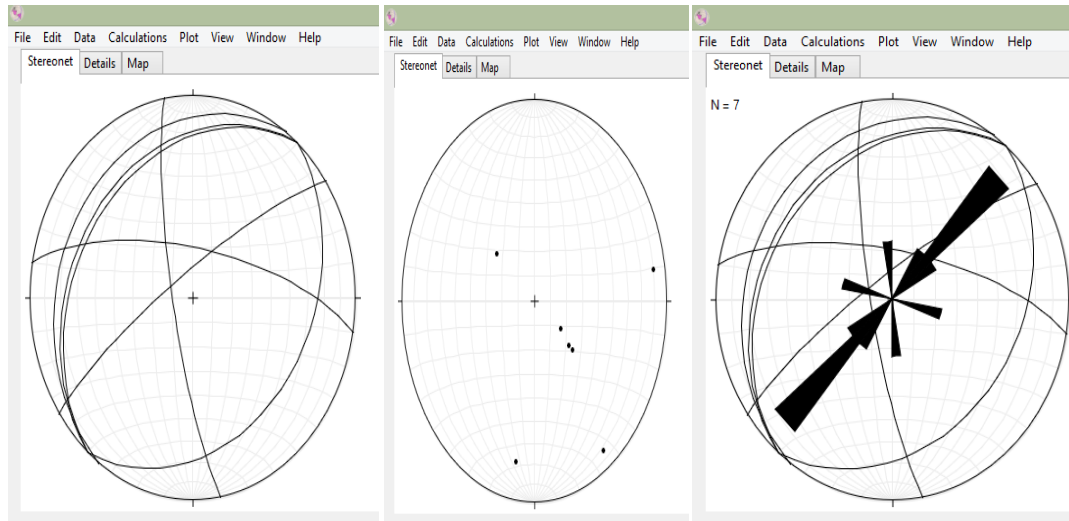 File Edit Data Calculations Plot View Window Help
Stereonet Details Map
File Edit Data Calculations Plot View Window Help
Stereonet Details Map
File Edit Data Calculations Plot View Window Help
Stereonet Details Map
N = 7